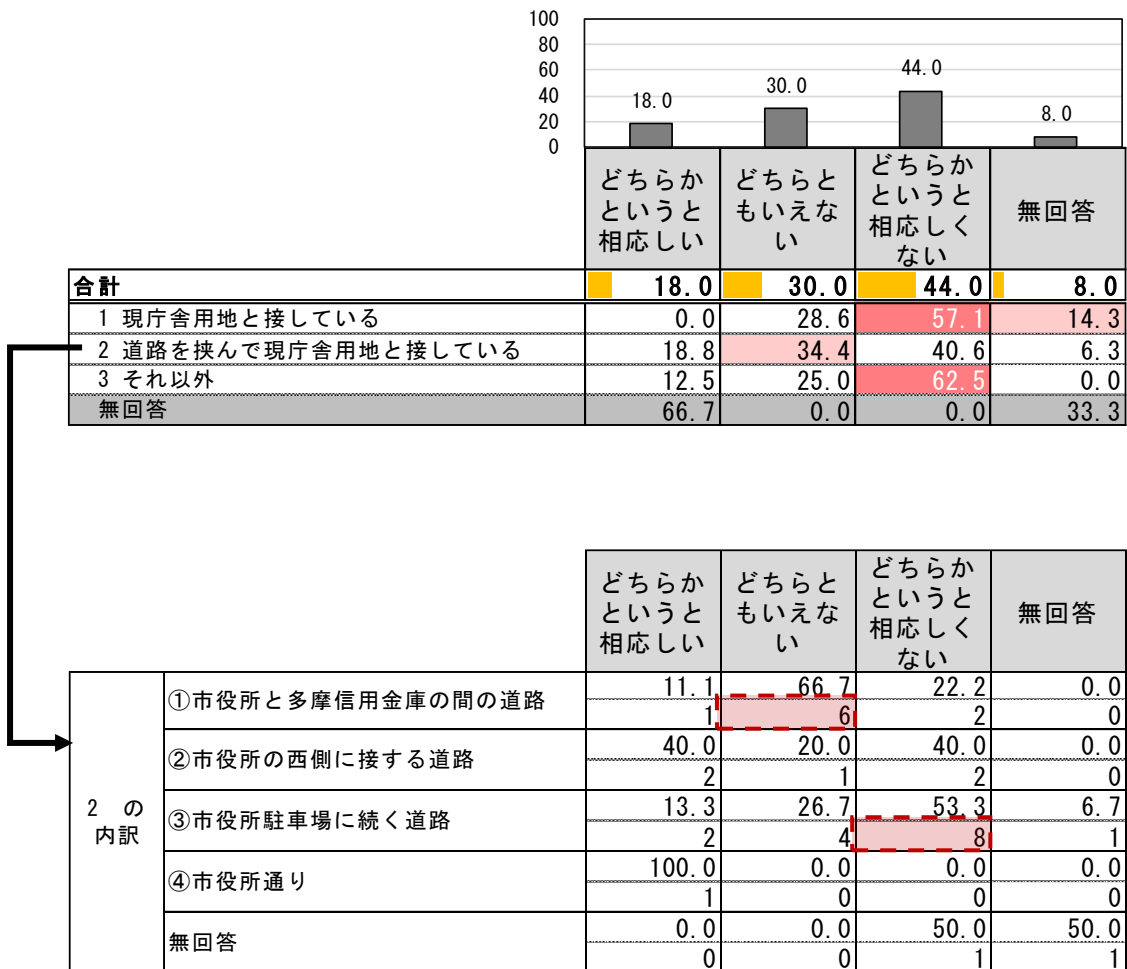 100
80
60
40
20
0
18.0
30.0
44.0
8.0
どちらか
というと
相応しい
どちらと
もいえな
い
どちらか
というと
相応しく
ない
無回答
合計 18.0 30.0 44.0 8.0
1 現庁舎用地と接している 0.0 28.6 57.1 14.3
2 道路を挟んで現庁舎用地と接している 18.8 34.4 40.6 6.3
3 それ以外 12.5 25.0 62.5 0.0
無回答 66.7 0.0 0.0 33.3
どちらか
というと
相応しい
どちらと
もいえな
い
どちらか
というと
相応しく
ない
無回答
2 の
内訳
①市役所と多摩信用金庫の間の道路
11.1 66.7 22.2 0.0
1 6 2 0
②市役所の西側に接する道路
40.0 20.0 40.0 0.0
2 1 2 0
③市役所駐車場に続く道路
13.3 26.7 53.3 6.7
2 4 8 1
④市役所通り
100.0 0.0 0.0 0.0
1 0 0 0
無回答
0.0 0.0 50.0 50.0
0 0 1 1